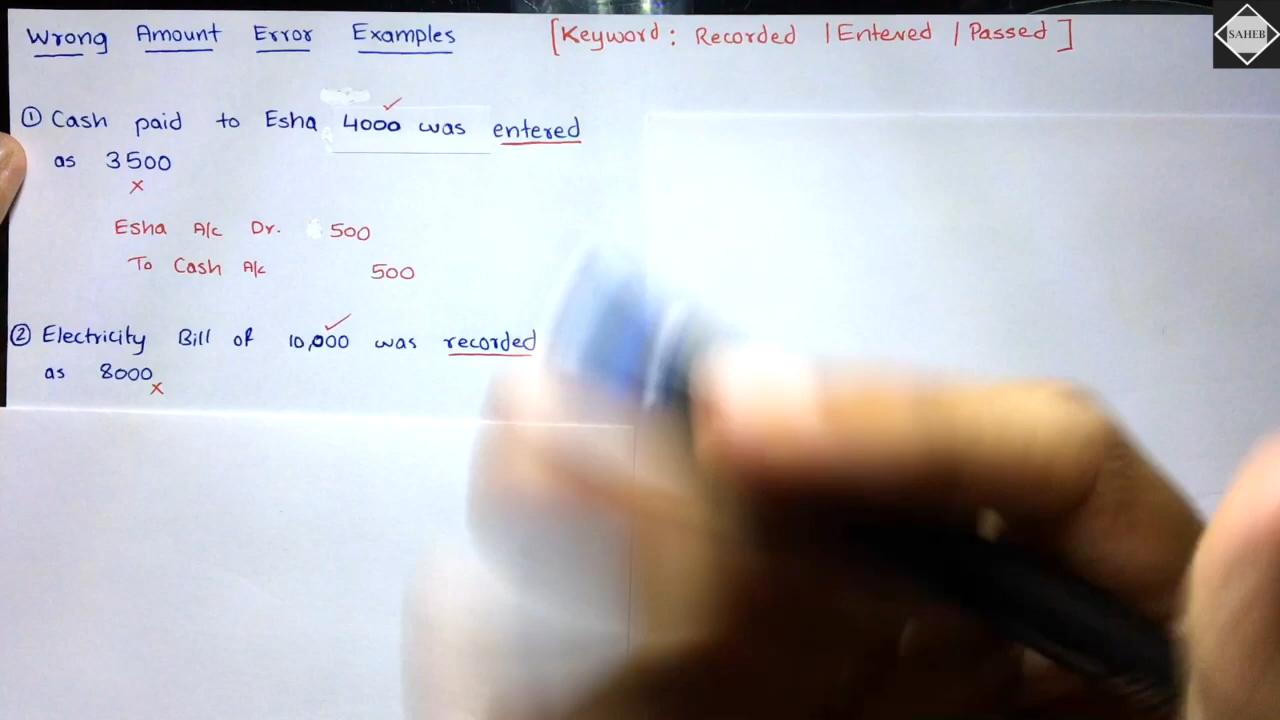 Wrong Amount Error Examples [Keyword: Recorded | Entered | Passed]
SAHEB
① Cash paid to Esha 4000 was entered
as 3500
Esha A/c Dr. 500
To Cash A/c 500
② Electricity Bill of 10,000 was recorded
as 8000